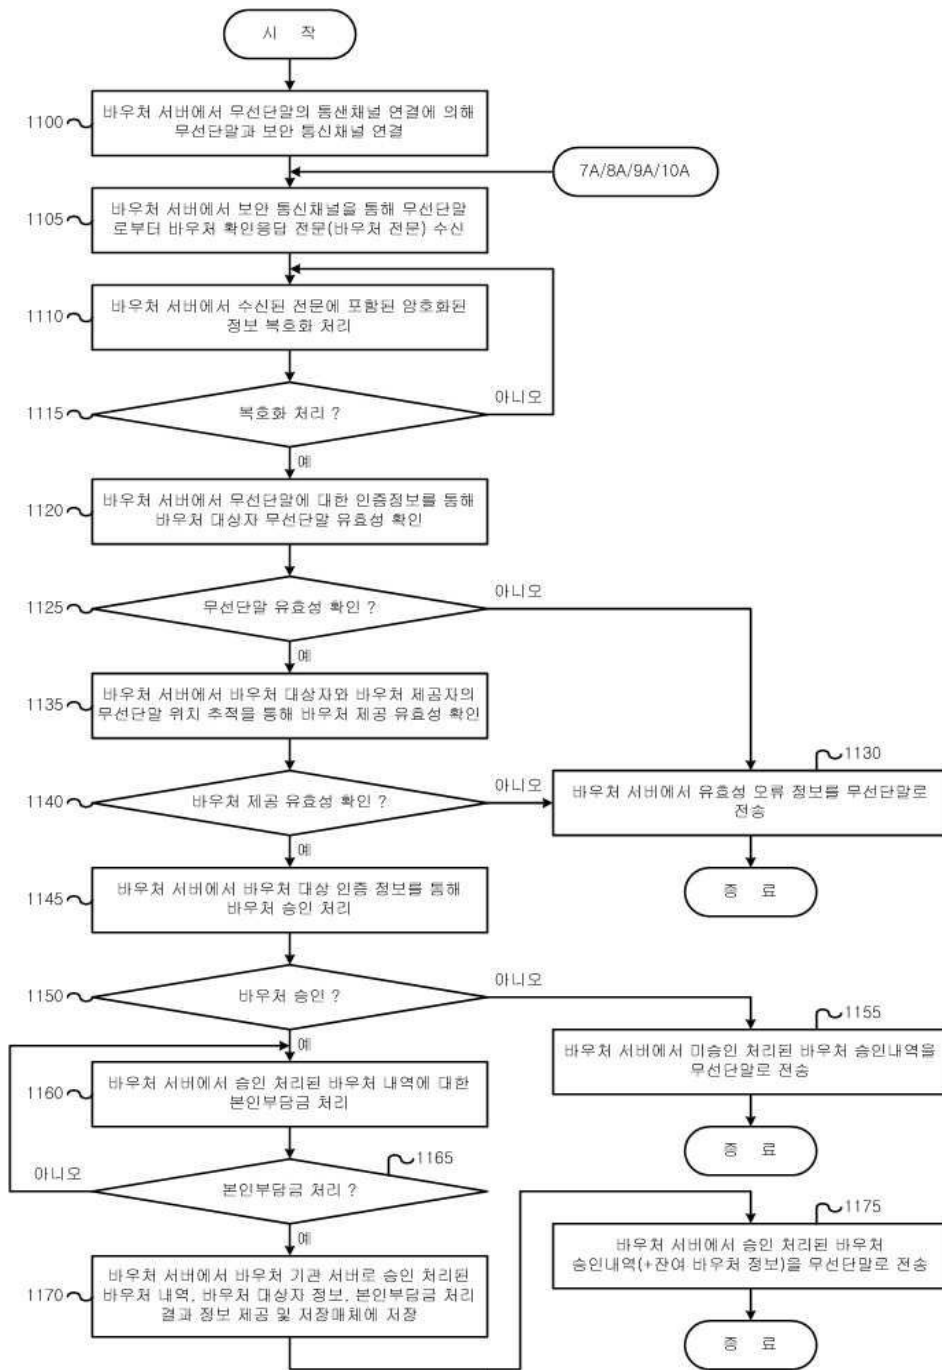 시 작
1100
바우처 서버에서 무선단말의 통샌채널 연결에 의해
무선단말과 보안 통신채널 연결
7A/8A/9A/10A
1105
바우처 서버에서 보안 통신채널을 통해 무선단말
로부터 바우처 확인응답 전문(바우처 전문) 수신
1110
바우처 서버에서 수신된 전문에 포함된 암호화된
정보 복호화 처리
아니오
1115
복호화 처리 ?
예
1120
바우처 서버에서 무선단말에 대한 인증정보를 통해
바우처 대상자 무선단말 유효성 확인
아니오
1125
무선단말 유효성 확인 ?
예
1135
바우처 서버에서 바우처 대상자와 바우처 제공자의
무선단말 위치 추적을 통해 바우처 제공 유효성 확인
1130
아니오
1140
바우처 제공 유효성 확인 ?
바우처 서버에서 유효성 오류 정보를 무선단말로
전송
예
1145
바우처 서버에서 바우처 대상 인증 정보를 통해
바우처 승인 처리
종 료
아니오
1150
바우처 승인 ?
1155
예
바우처 서버에서 미승인 처리된 바우처 승인내역을
무선단말로 전송
1160
바우처 서버에서 승인 처리된 바우처 내역에 대한
본인부담금 처리
종 료
1165
아니오
본인부담금 처리 ?
1175
예
바우처 서버에서 승인 처리된 바우처
승인내역(+잔여 바우처 정보)을 무선단말로 전송
1170
바우처 서버에서 바우처 기관 서버로 승인 처리된
바우처 내역, 바우처 대상자 정보, 본인부담금 처리
결과 정보 제공 및 저장매체에 저장
종 료